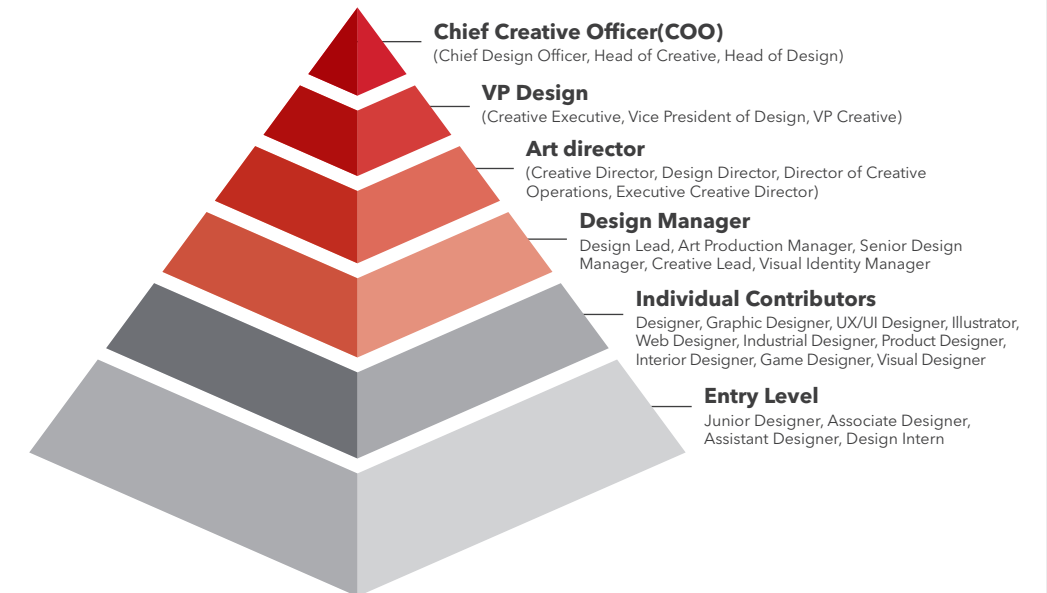 Chief Creative Officer(COO)
(Chief Design Officer, Head of Creative, Head of Design)
VP Design
(Creative Executive, Vice President of Design, VP Creative)
Art director
(Creative Director, Design Director, Director of Creative
Operations, Executive Creative Director)
Design Manager
Design Lead, Art Production Manager, Senior Design
Manager, Creative Lead, Visual Identity Manager
Individual Contributors
Designer, Graphic Designer, UX/UI Designer, Illustrator,
Web Designer, Industrial Designer, Product Designer,
Interior Designer, Game Designer, Visual Designer
Entry Level
Junior Designer, Associate Designer,
Assistant Designer, Design Intern